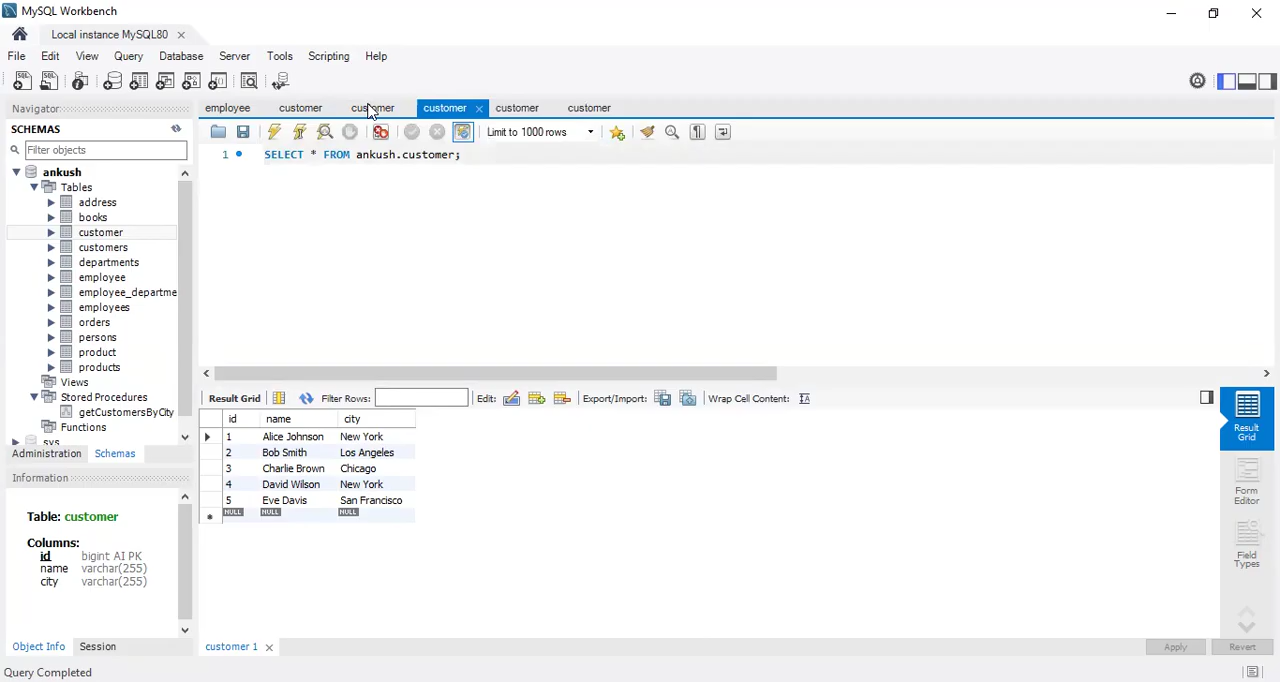 MySQL Workbench
Local instance MySQL80
File Edit View Query Database Server Tools Scripting Help
Navigator
employee customer customer customer customer customer
SCHEMAS
Limit to 1000 rows
Filter objects
1 SELECT * FROM ankush.customer;
ankush
Tables
address
books
customer
customers
departments
employee
employee_departme
employees
orders
persons
product
products
Views
Stored Procedures
getCustomersByCity
Functions
sys
Administration Schemas
Information
Table: customer
Columns:
id bigint AI PK
name varchar(255)
city varchar(255)
Object Info Session
Result Grid Filter Rows: Edit: Export/Import: Wrap Cell Content:
id name city
1 Alice Johnson New York
2 Bob Smith Los Angeles
3 Charlie Brown Chicago
4 David Wilson New York
5 Eve Davis San Francisco
NULL NULL NULL
Result
Grid
Form
Editor
Field
Types
customer 1
Apply Revert
Query Completed